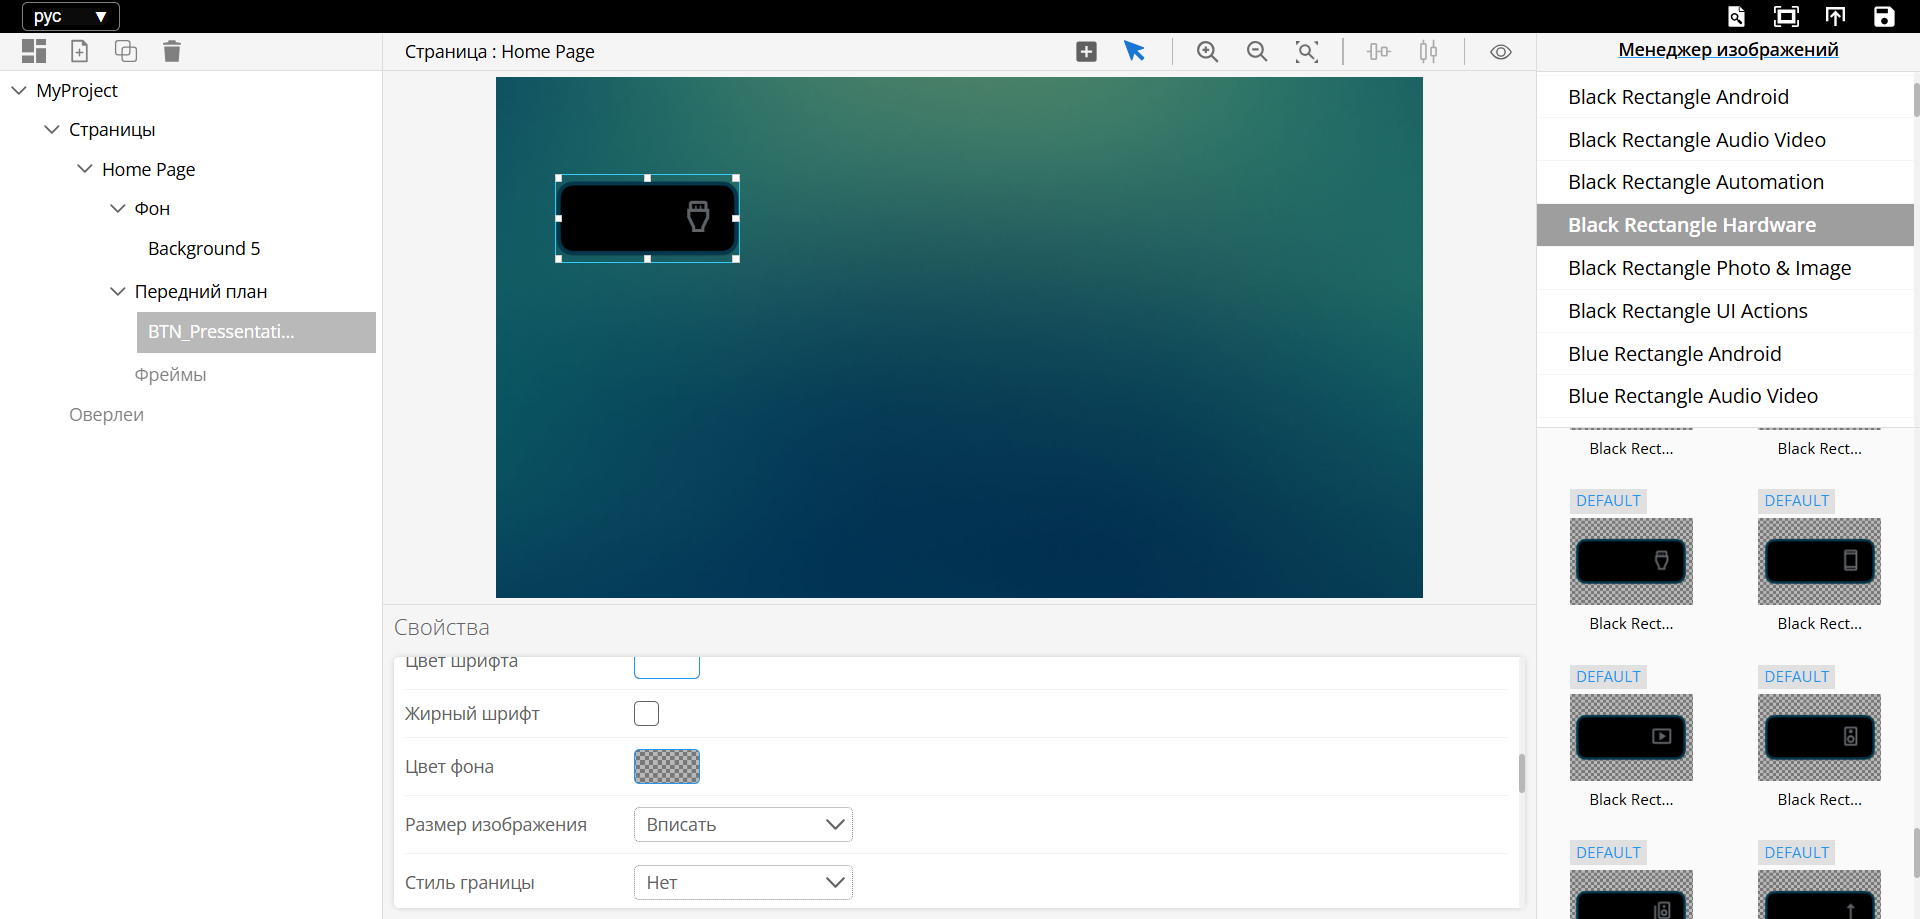 рус ▼
Страница : Home Page
Менеджер изображений
MyProject
Страницы
Home Page
Фон
Background 5
Передний план
BTN_Pressentati...
Фреймы
Оверлеи
Black Rectangle Android
Black Rectangle Audio Video
Black Rectangle Automation
Black Rectangle Hardware
Black Rectangle Photo & Image
Black Rectangle UI Actions
Blue Rectangle Android
Blue Rectangle Audio Video
Black Rect... Black Rect...
DEFAULT DEFAULT
Black Rect... Black Rect...
DEFAULT DEFAULT
Black Rect... Black Rect...
DEFAULT DEFAULT
Свойства
Цвет шрифта
Жирный шрифт
Цвет фона
Размер изображения Вписать
Стиль границы Нет